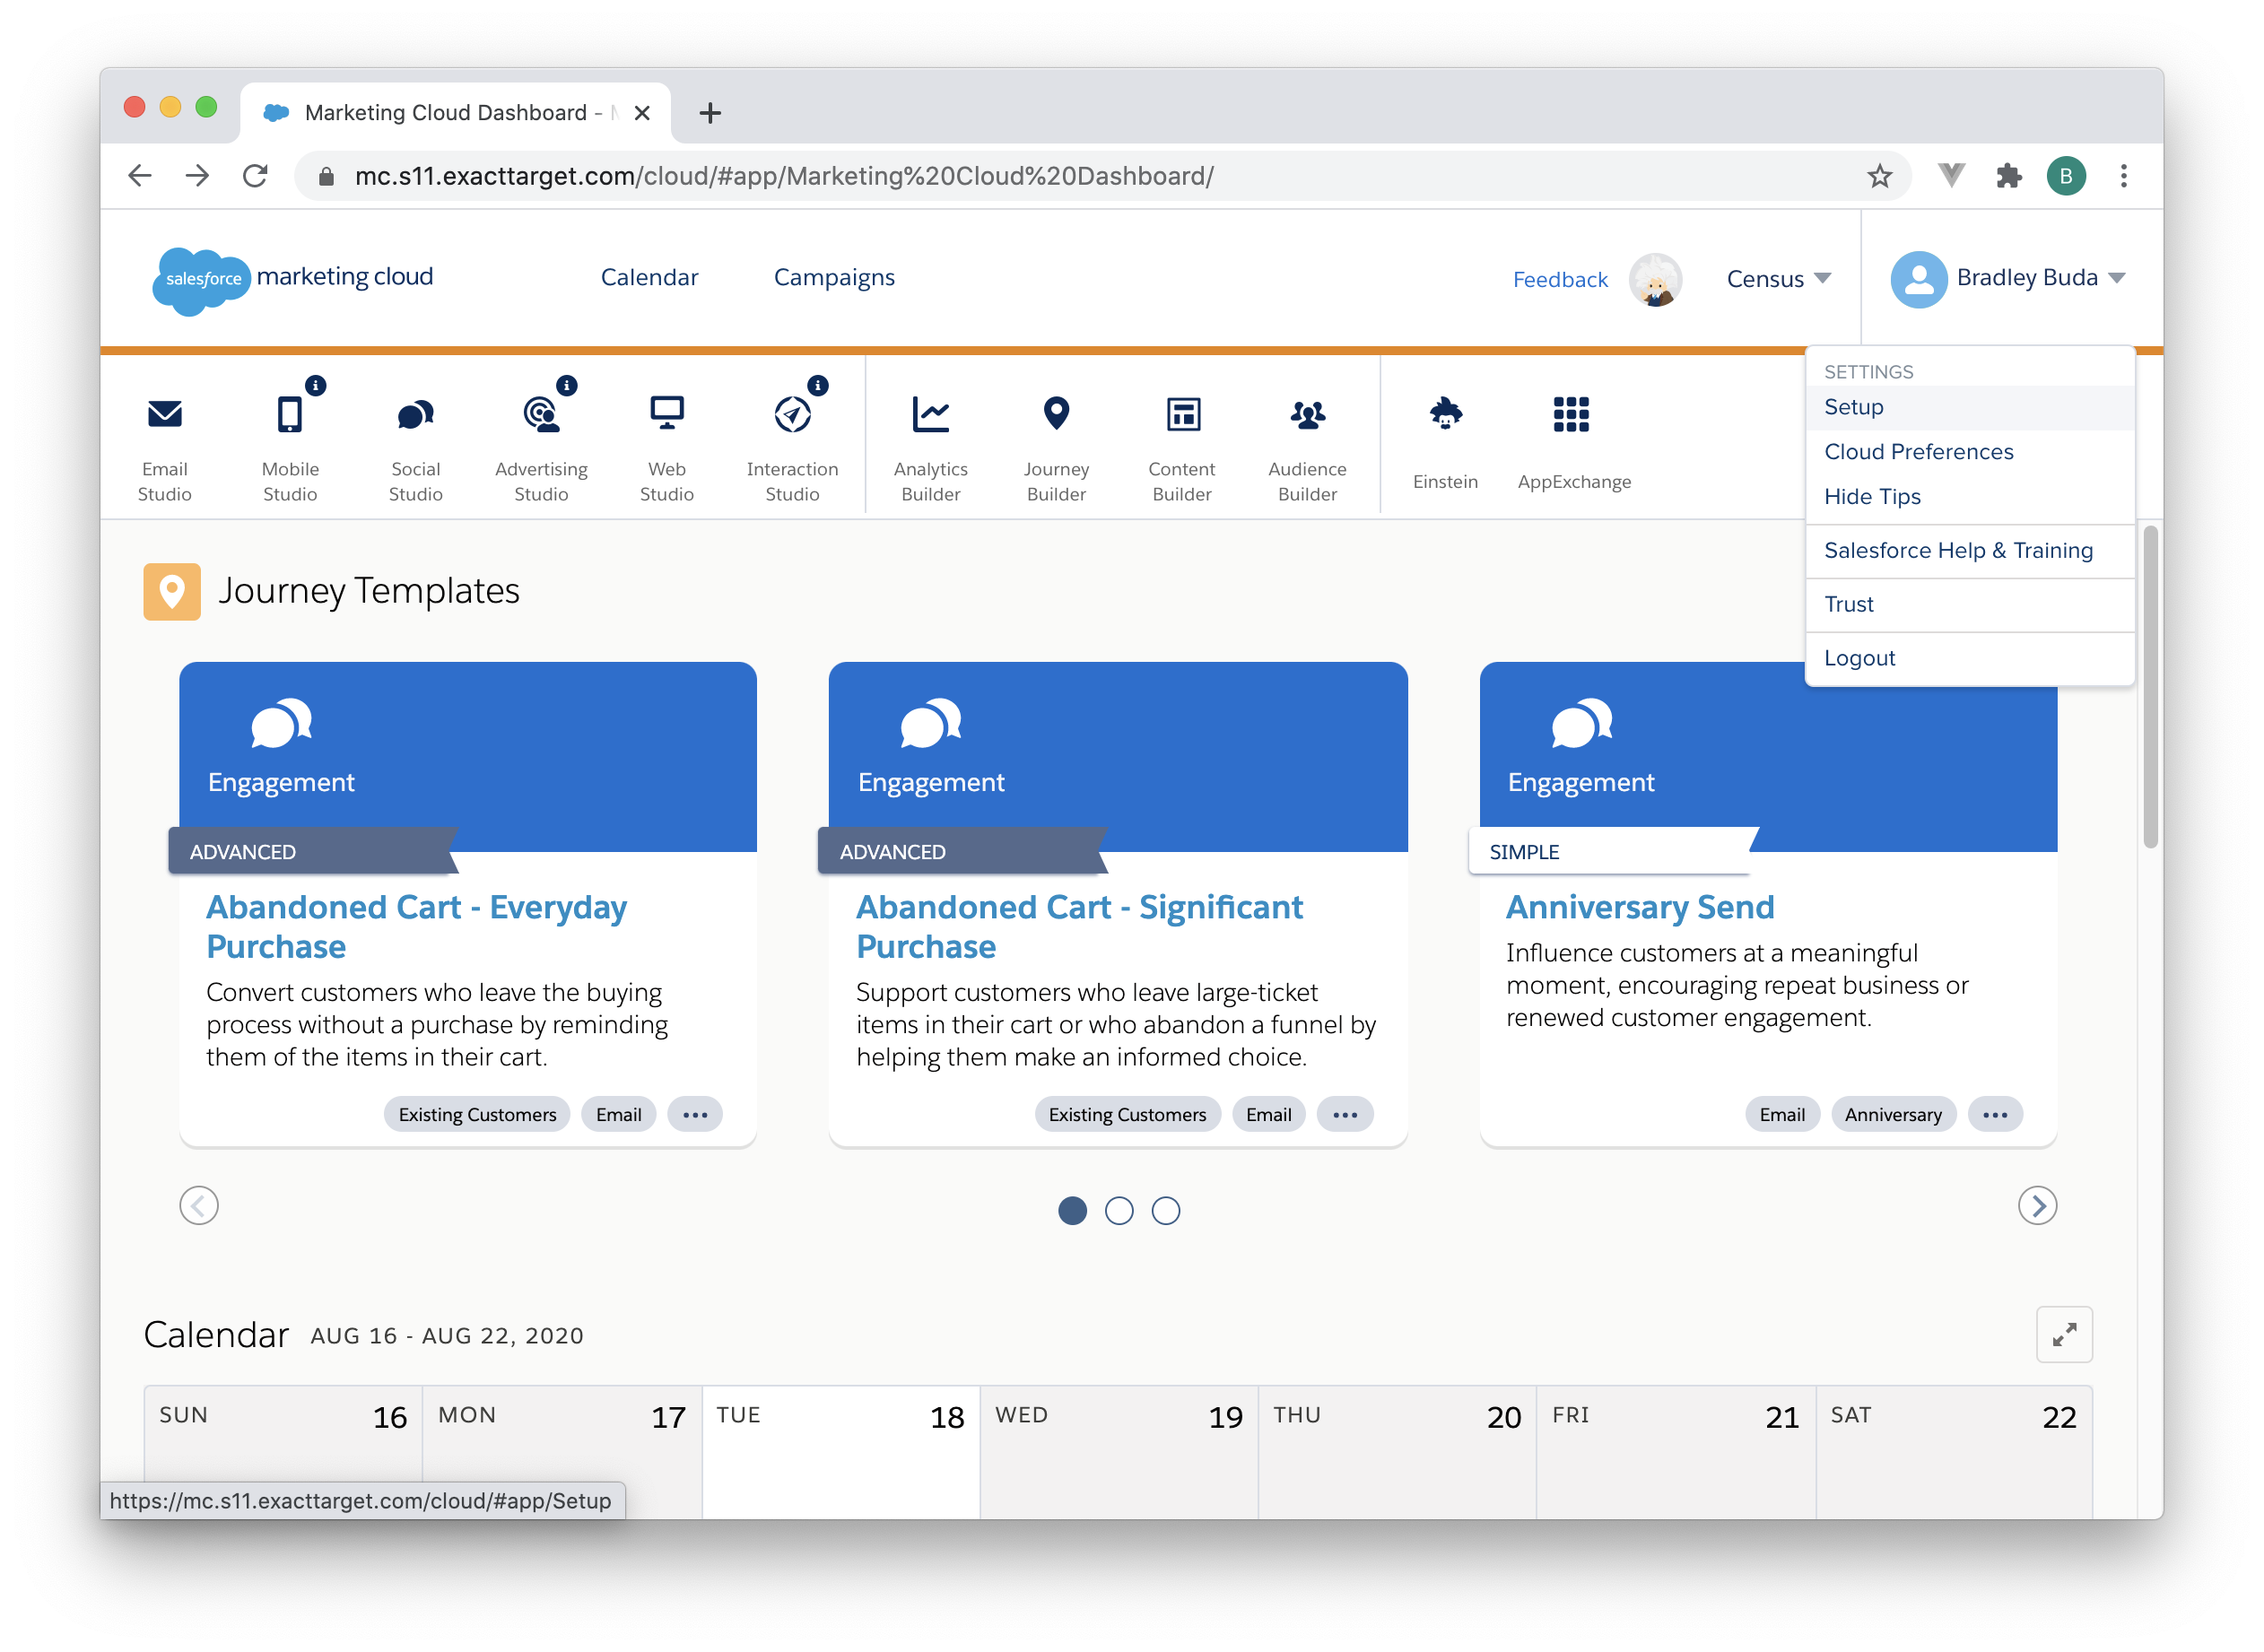 Marketing Cloud Dashboard -
mc.s11.exacttarget.com/cloud/#app/Marketing%20Cloud%20Dashboard/
B
salesforce marketing cloud
Calendar
Campaigns
Feedback
Census
Bradley Buda
Email
Studio
Mobile
Studio
Social
Studio
Advertising
Studio
Web
Studio
Interaction
Studio
Analytics
Builder
Journey
Builder
Content
Builder
Audience
Builder
Einstein
AppExchange
SETTINGS
Setup
Cloud Preferences
Hide Tips
Salesforce Help & Training
Trust
Logout
Journey Templates
Engagement
ADVANCED
Abandoned Cart - Everyday
Purchase
Convert customers who leave the buying
process without a purchase by reminding
them of the items in their cart.
Existing Customers
Email
Engagement
ADVANCED
Abandoned Cart - Significant
Purchase
Support customers who leave large-ticket
items in their cart or who abandon a funnel by
helping them make an informed choice.
Existing Customers
Email
Engagement
SIMPLE
Anniversary Send
Influence customers at a meaningful
moment, encouraging repeat business or
renewed customer engagement.
Email
Anniversary
Calendar AUG 16 - AUG 22, 2020
SUN 16
MON 17
TUE 18
WED 19
THU 20
FRI 21
SAT 22
https://mc.s11.exacttarget.com/cloud/#app/Setup